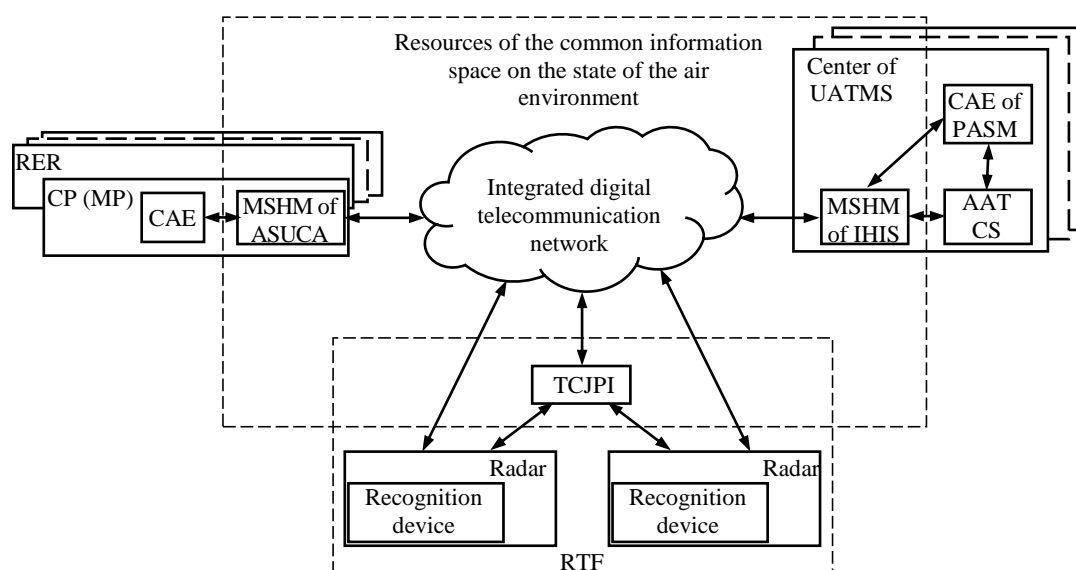 Resources of the common information
space on the state of the air
environment
Center of
UATMS
CAE of
PASM
MSHM
of IHIS
AAT
CS
RER
CP (MP)
CAE
MSHM of
ASUCA
Integrated digital
telecommunication
network
TCJPI
Radar
Recognition
device
Radar
Recognition
device
RTF